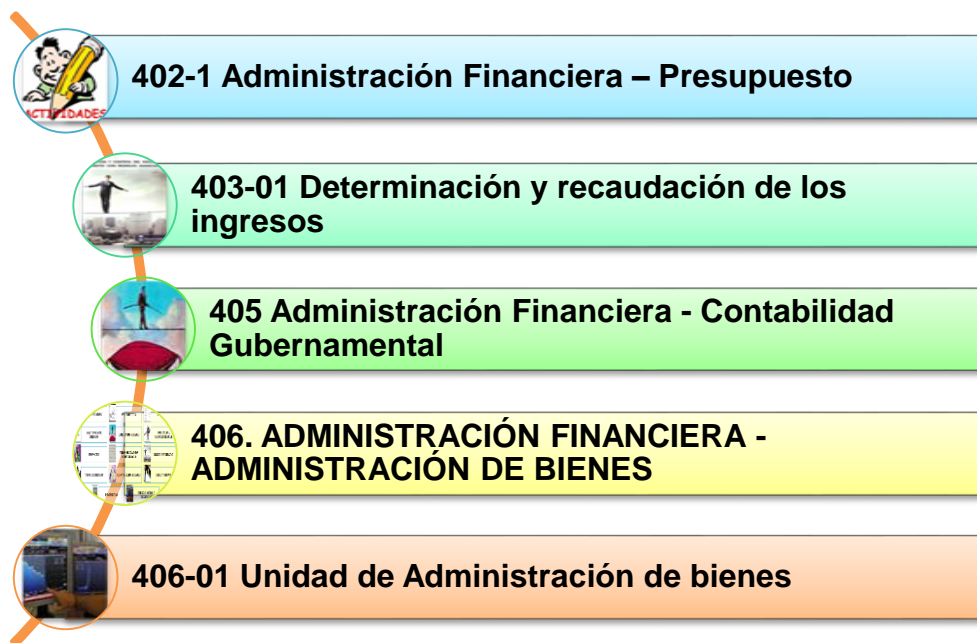 402-1 Administración Financiera – Presupuesto
403-01 Determinación y recaudación de los
ingresos
405 Administración Financiera - Contabilidad
Gubernamental
406. ADMINISTRACIÓN FINANCIERA -
ADMINISTRACIÓN DE BIENES
406-01 Unidad de Administración de bienes